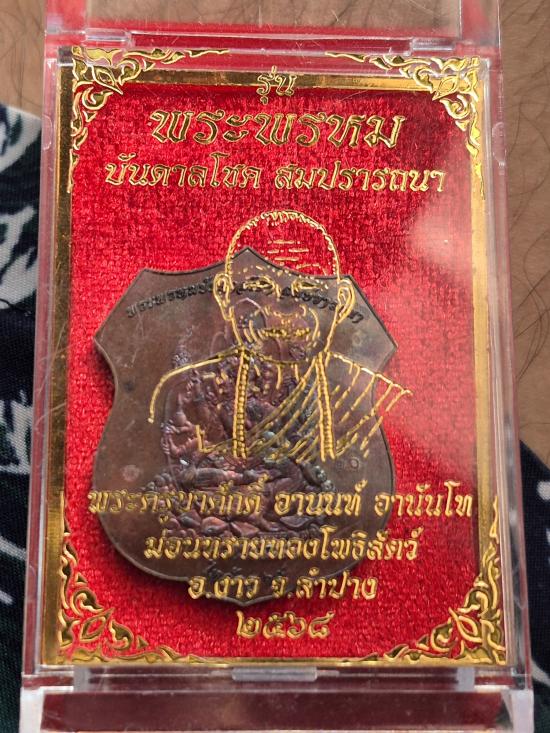 รุ่น
พระพรหม
บันดาลโชค สมปรารถนา
พระครูบาศักดิ์ อานนท์ อานันโท
ม่อนทรายทองโพธิสัตว์
อ.งาว จ.ลำปาง
๒๕๖๘